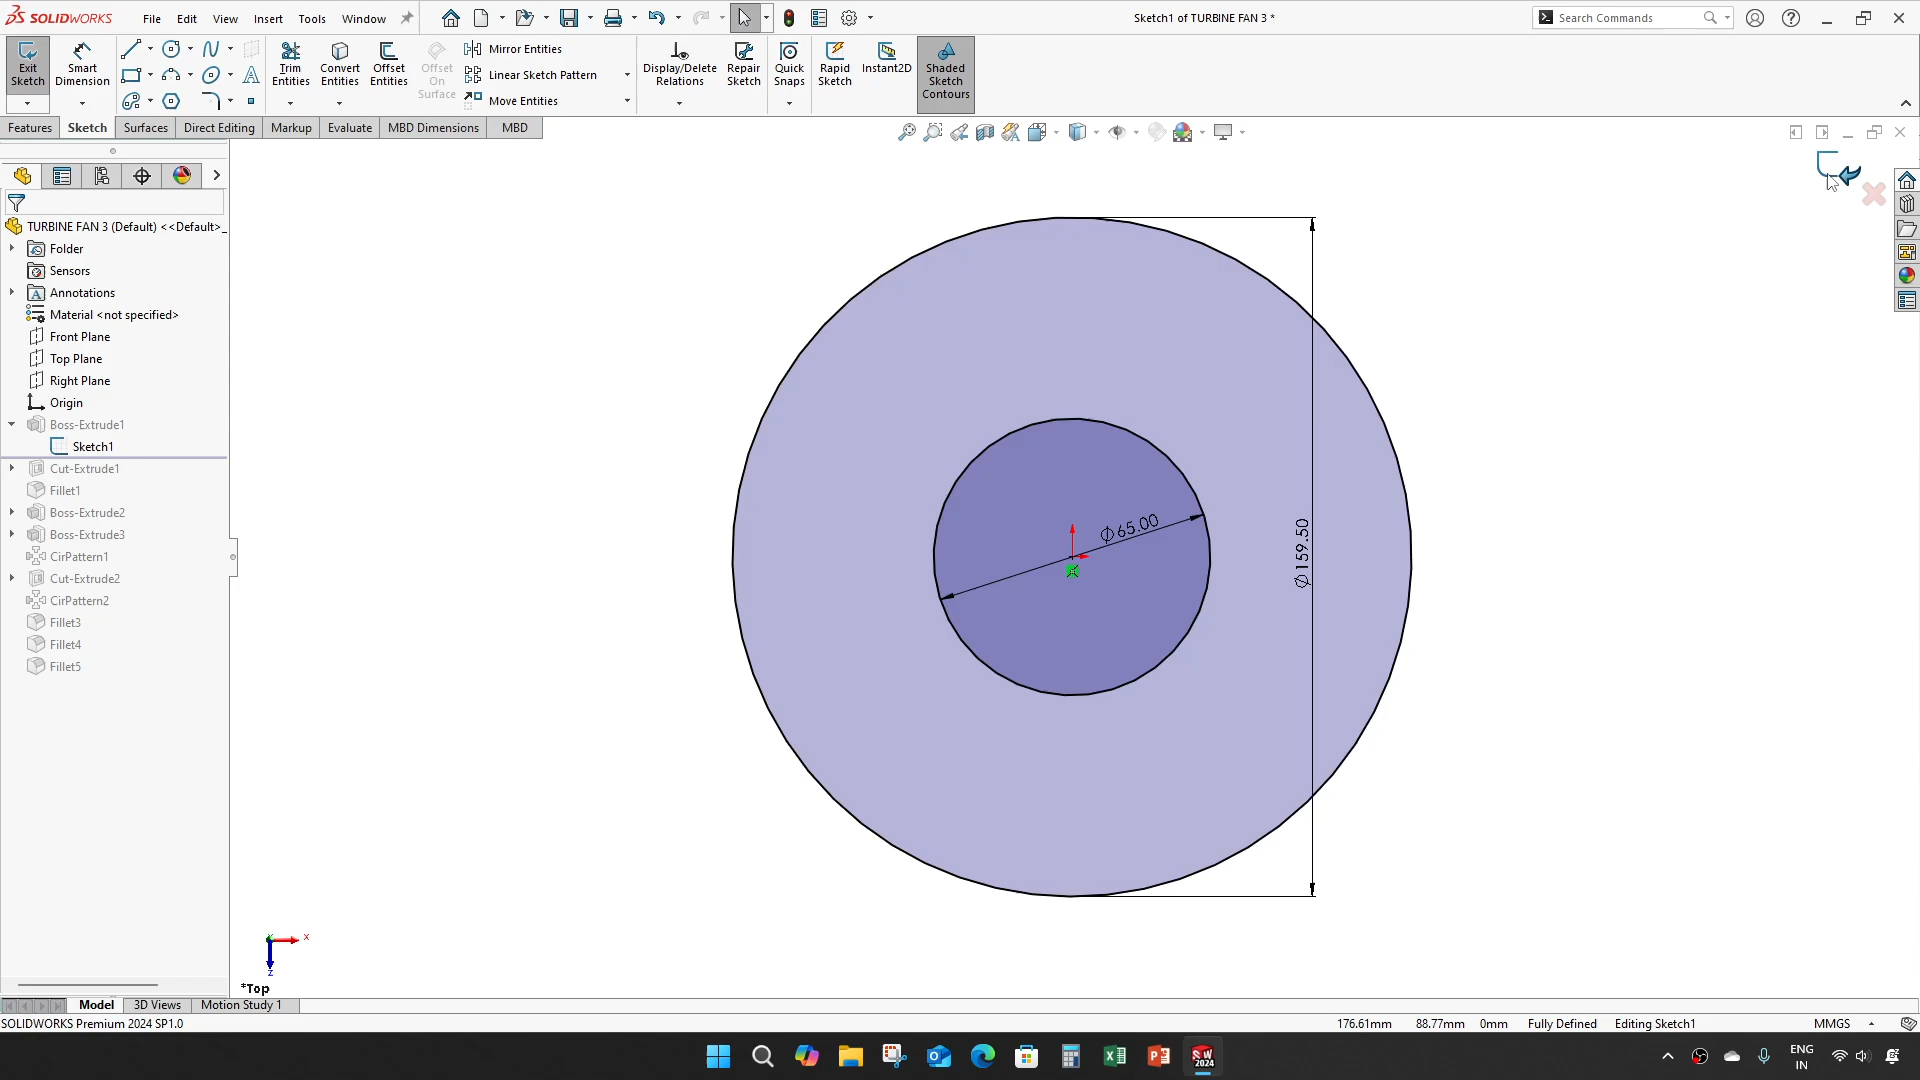 SOLIDWORKS File Edit View Insert Tools Window
Sketch1 of TURBINE FAN 3 *
Search Commands
Exit Sketch
Smart Dimension
Trim Entities
Convert Entities
Offset Entities
Offset On Surface
Mirror Entities
Linear Sketch Pattern
Move Entities
Display/Delete Relations
Repair Sketch
Quick Snaps
Rapid Sketch
Instant2D
Shaded Sketch Contours
Features Sketch Surfaces Direct Editing Markup Evaluate MBD Dimensions MBD
TURBINE FAN 3 (Default) <<Default>_
Folder
Sensors
Annotations
Material <not specified>
Front Plane
Top Plane
Right Plane
Origin
Boss-Extrude1
Sketch1
Cut-Extrude1
Fillet1
Boss-Extrude2
Boss-Extrude3
CirPattern1
Cut-Extrude2
CirPattern2
Fillet3
Fillet4
Fillet5
Ø65.00
Ø159.50
X
Z
*Top
Model 3D Views Motion Study 1
SOLIDWORKS Premium 2024 SP1.0
176.61mm 88.77mm 0mm Fully Defined Editing Sketch1 MMGS
SW 2024
ENG
IN